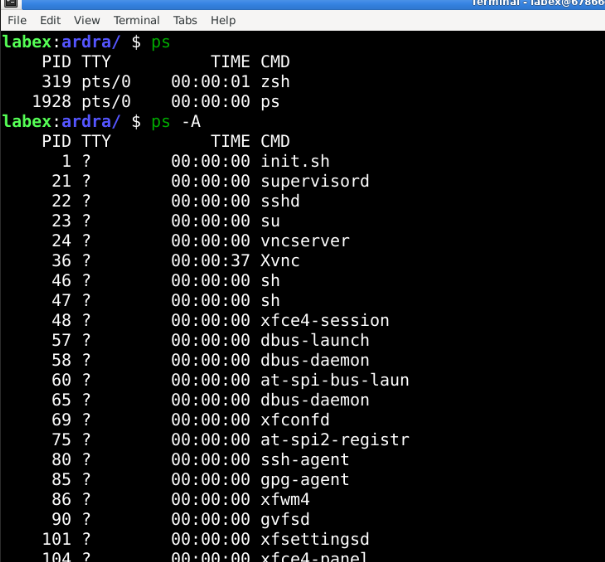 Terminal - labex@67866
File Edit View Terminal Tabs Help
labex:ardra/ $ ps
PID TTY TIME CMD
319 pts/0 00:00:01 zsh
1928 pts/0 00:00:00 ps
labex:ardra/ $ ps -A
PID TTY TIME CMD
1 ? 00:00:00 init.sh
21 ? 00:00:00 supervisord
22 ? 00:00:00 sshd
23 ? 00:00:00 su
24 ? 00:00:00 vncserver
36 ? 00:00:37 Xvnc
46 ? 00:00:00 sh
47 ? 00:00:00 sh
48 ? 00:00:00 xfce4-session
57 ? 00:00:00 dbus-launch
58 ? 00:00:00 dbus-daemon
60 ? 00:00:00 at-spi-bus-laun
65 ? 00:00:00 dbus-daemon
69 ? 00:00:00 xfconfd
75 ? 00:00:00 at-spi2-registr
80 ? 00:00:00 ssh-agent
85 ? 00:00:00 gpg-agent
86 ? 00:00:00 xfwm4
90 ? 00:00:00 gvfsd
101 ? 00:00:00 xfsettingsd
104 ? 00:00:00 xfce4-panel